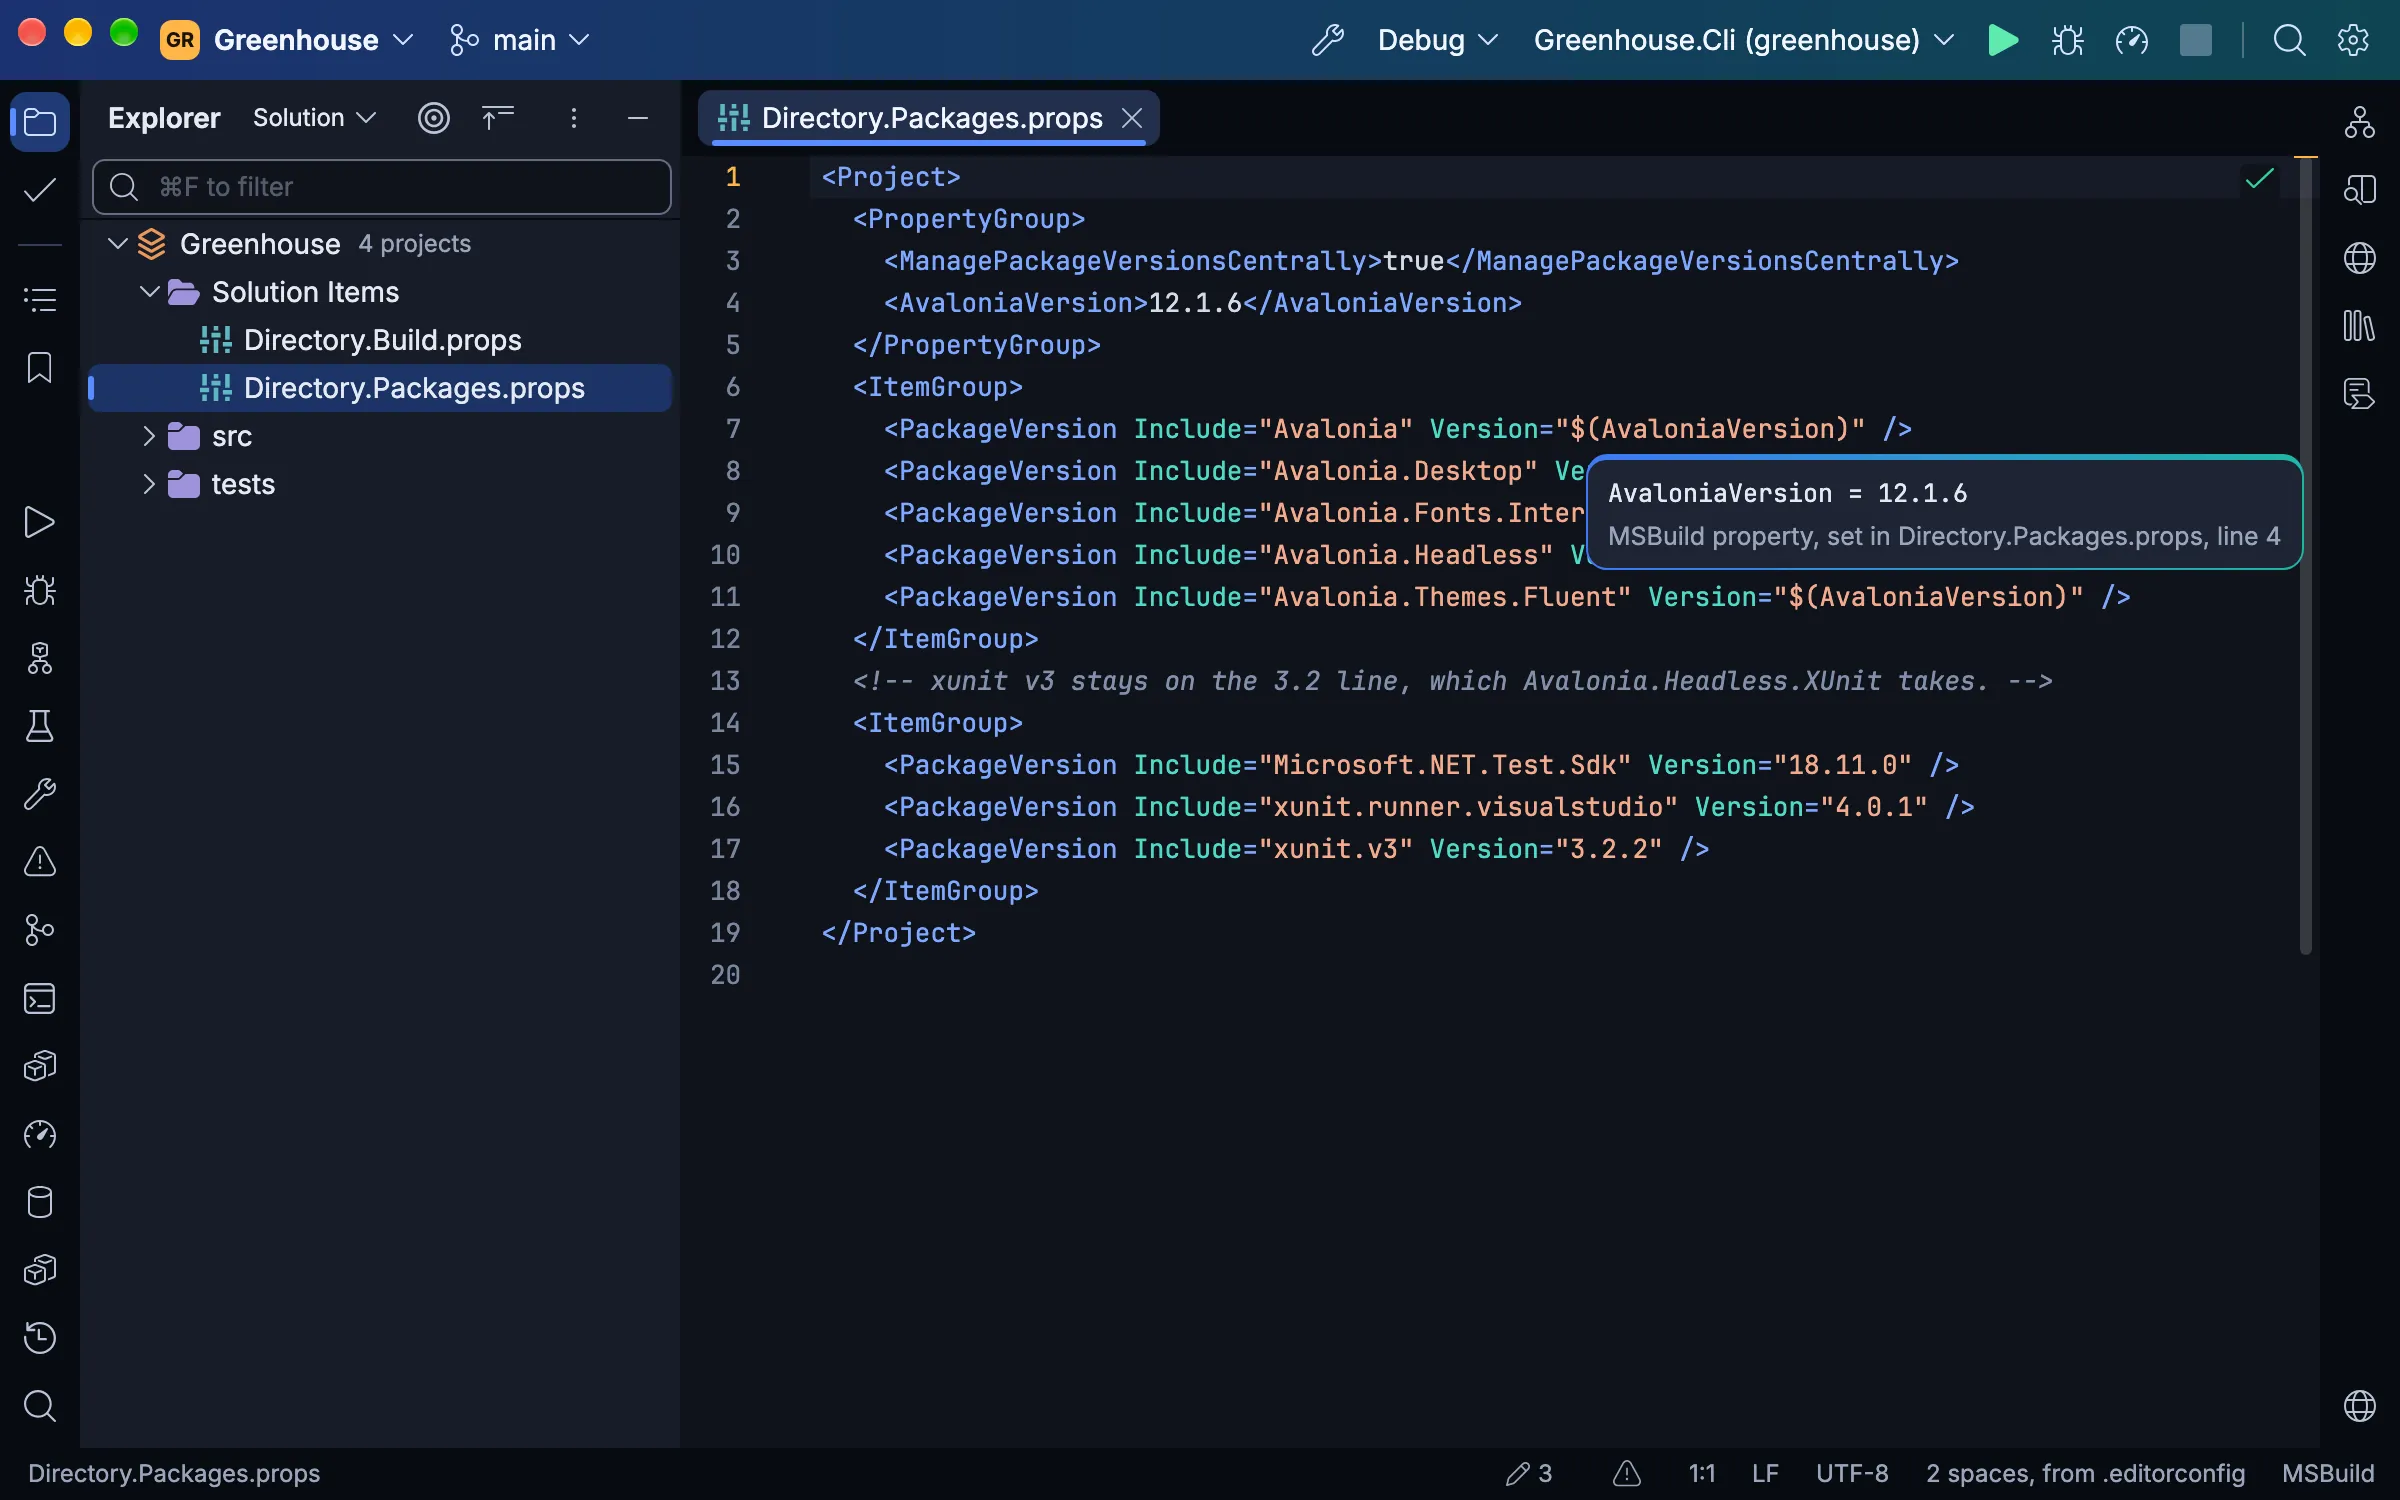 GR Greenhouse main Debug Greenhouse.Cli (greenhouse)
Explorer Solution
⌘F to filter
Greenhouse 4 projects
Solution Items
Directory.Build.props
Directory.Packages.props
src
tests
Directory.Packages.props
1 <Project>
2 <PropertyGroup>
3 <ManagePackageVersionsCentrally>true</ManagePackageVersionsCentrally>
4 <AvaloniaVersion>12.1.6</AvaloniaVersion>
5 </PropertyGroup>
6 <ItemGroup>
7 <PackageVersion Include="Avalonia" Version="$(AvaloniaVersion)" />
8 <PackageVersion Include="Avalonia.Desktop" Ve
9 <PackageVersion Include="Avalonia.Fonts.Inter
10 <PackageVersion Include="Avalonia.Headless" V
11 <PackageVersion Include="Avalonia.Themes.Fluent" Version="$(AvaloniaVersion)" />
12 </ItemGroup>
13 <!-- xunit v3 stays on the 3.2 line, which Avalonia.Headless.XUnit takes. -->
14 <ItemGroup>
15 <PackageVersion Include="Microsoft.NET.Test.Sdk" Version="18.11.0" />
16 <PackageVersion Include="xunit.runner.visualstudio" Version="4.0.1" />
17 <PackageVersion Include="xunit.v3" Version="3.2.2" />
18 </ItemGroup>
19 </Project>
20
AvaloniaVersion = 12.1.6
MSBuild property, set in Directory.Packages.props, line 4
Directory.Packages.props 3 1:1 LF UTF-8 2 spaces, from .editorconfig MSBuild